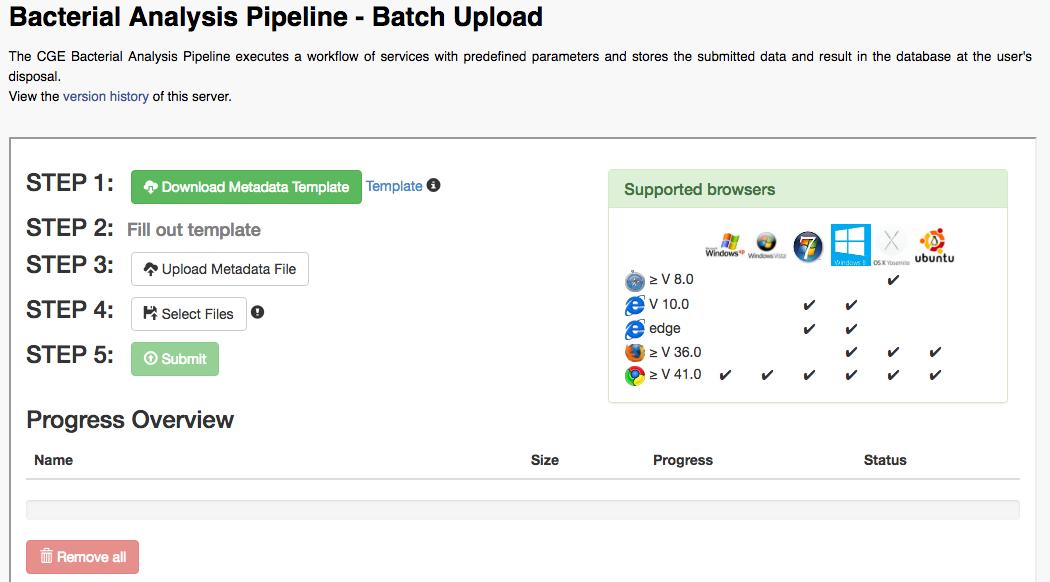 Bacterial Analysis Pipeline - Batch Upload
The CGE Bacterial Analysis Pipeline executes a workflow of services with predefined parameters and stores the submitted data and result in the database at the user's
disposal.
View the version history of this server.
STEP 1: Download Metadata Template Template
STEP 2: Fill out template
STEP 3: Upload Metadata File
STEP 4: Select Files
STEP 5: Submit
Supported browsers
Microsoft Windows xp Windows Vista 7 Windows 8 X OS X Yosemite ubuntu
≥ V 8.0
V 10.0
edge
≥ V 36.0
≥ V 41.0
Progress Overview
Name Size Progress Status
Remove all